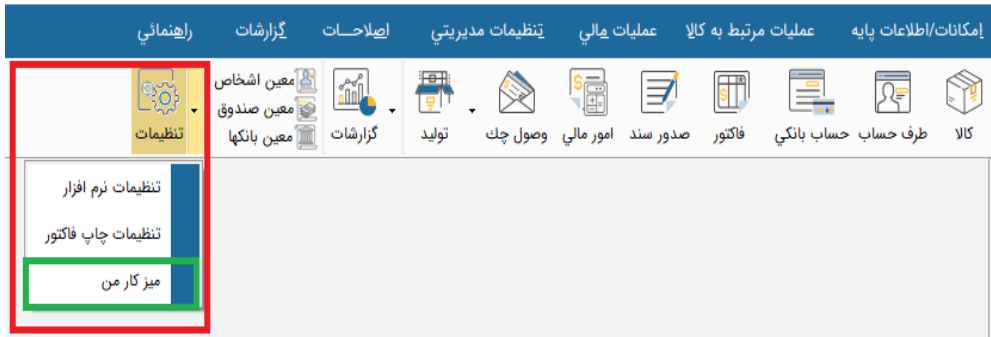 امکانات/اطلاعات پایه عملیات مرتبط به کالا عملیات مالي تنظیمات مدیریتي اصلاحــات گزارشات راهنمائي
معین اشخاص
معین صندوق
معین بانکها
کالا طرف حساب حساب بانکي فاکتور صدور سند امور مالي وصول چك تولید گزارشات تنظیمات
تنظیمات نرم افزار
تنظیمات چاپ فاکتور
میز کار من